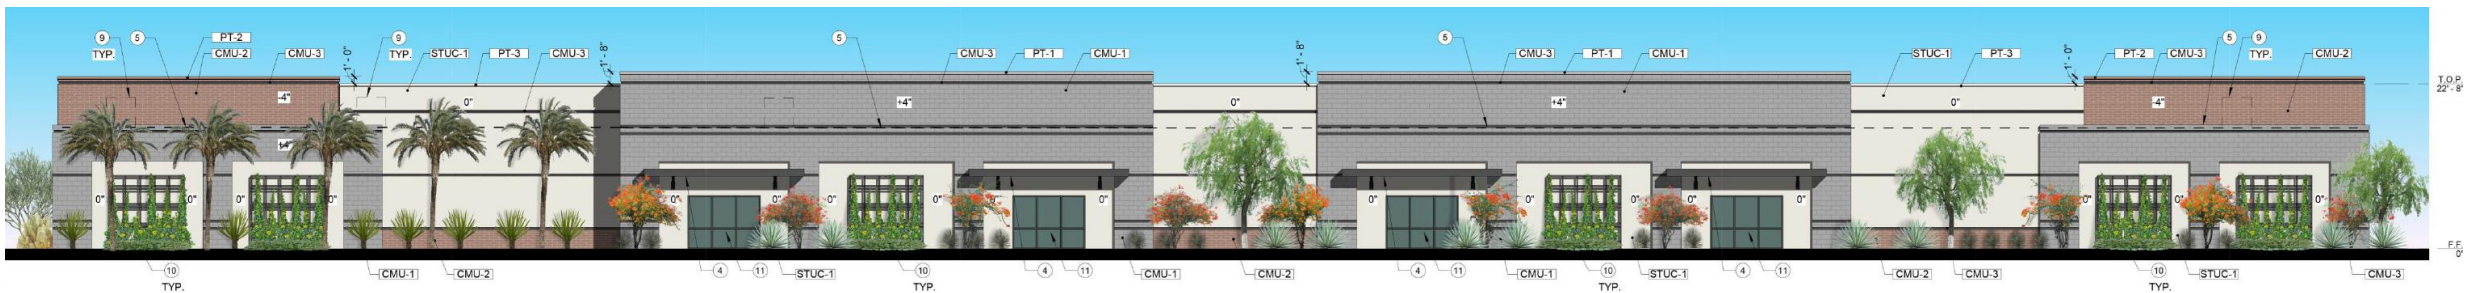 9 5 PT-2 9 5 5 5 9
TYP. CMU-2 CMU-3 1'-0" TYP. STUC-1 PT-3 CMU-3 1'-8" CMU-3 PT-1 CMU-1 CMU-3 PT-1 CMU-1 1'-8" STUC-1 PT-3 1'-0" PT-2 CMU-3 TYP. CMU-2
T.O.P.
22'-8"
-4" 0" +4" 0" +4" 0" -4"
+4"
0" 0" 0" 0" 0" 0" 0" 0" 0" 0" 0" 0" 0" 0" 0" 0" 0" 0"
F.F.
0"
10 CMU-1 CMU-2 4 11 STUC-1 10 4 11 CMU-1 CMU-2 4 11 CMU-1 10 STUC-1 4 11 CMU-2 CMU-3 10 STUC-1 CMU-3
TYP. TYP. TYP. TYP.